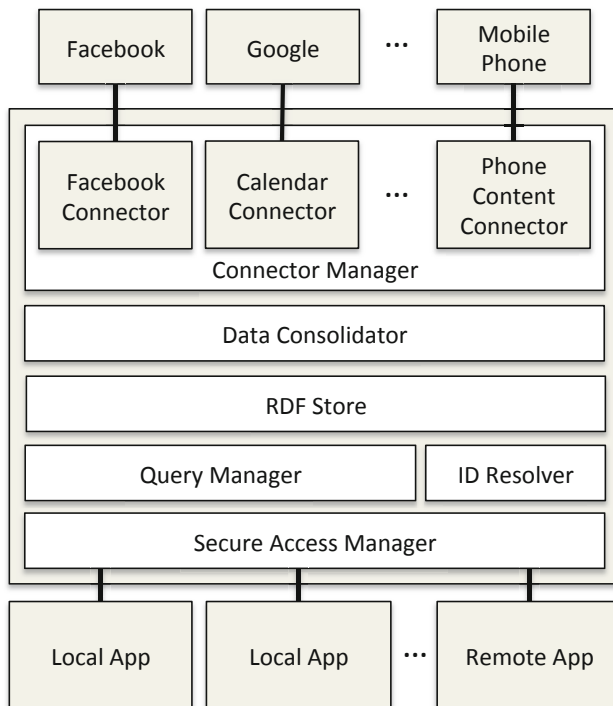 Facebook
Google
...
Mobile
Phone
Facebook
Connector
Calendar
Connector
...
Phone
Content
Connector
Connector Manager
Data Consolidator
RDF Store
Query Manager
ID Resolver
Secure Access Manager
Local App
Local App
...
Remote App